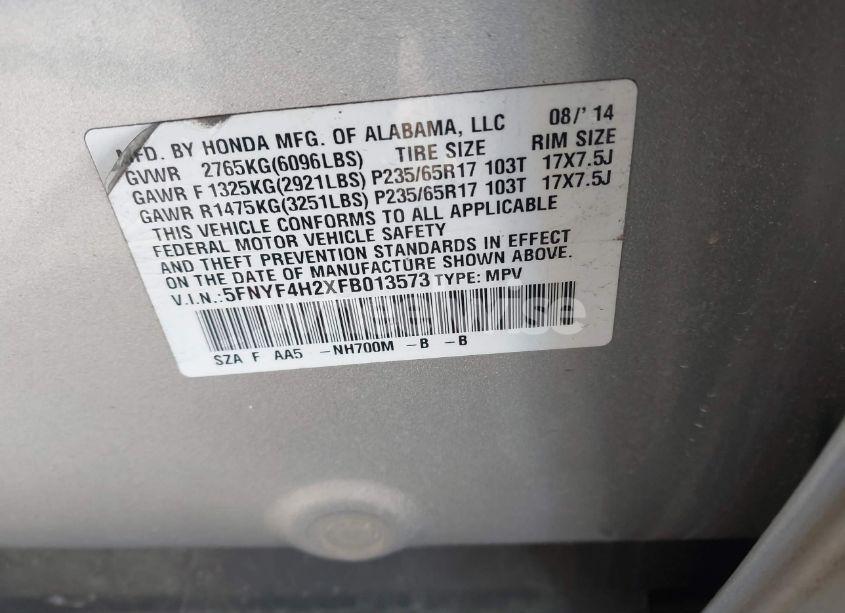 MFD. BY HONDA MFG. OF ALABAMA, LLC 08/' 14
GVWR 2765KG(6096LBS) TIRE SIZE RIM SIZE
GAWR F 1325KG(2921LBS) P235/65R17 103T 17X7.5J
GAWR R1475KG(3251LBS) P235/65R17 103T 17X7.5J
THIS VEHICLE CONFORMS TO ALL APPLICABLE
FEDERAL MOTOR VEHICLE SAFETY
AND THEFT PREVENTION STANDARDS IN EFFECT
ON THE DATE OF MANUFACTURE SHOWN ABOVE.
V.I.N.:5FNYF4H2XFB013573 TYPE: MPV
SZA F AA5 -NH700M -B -B